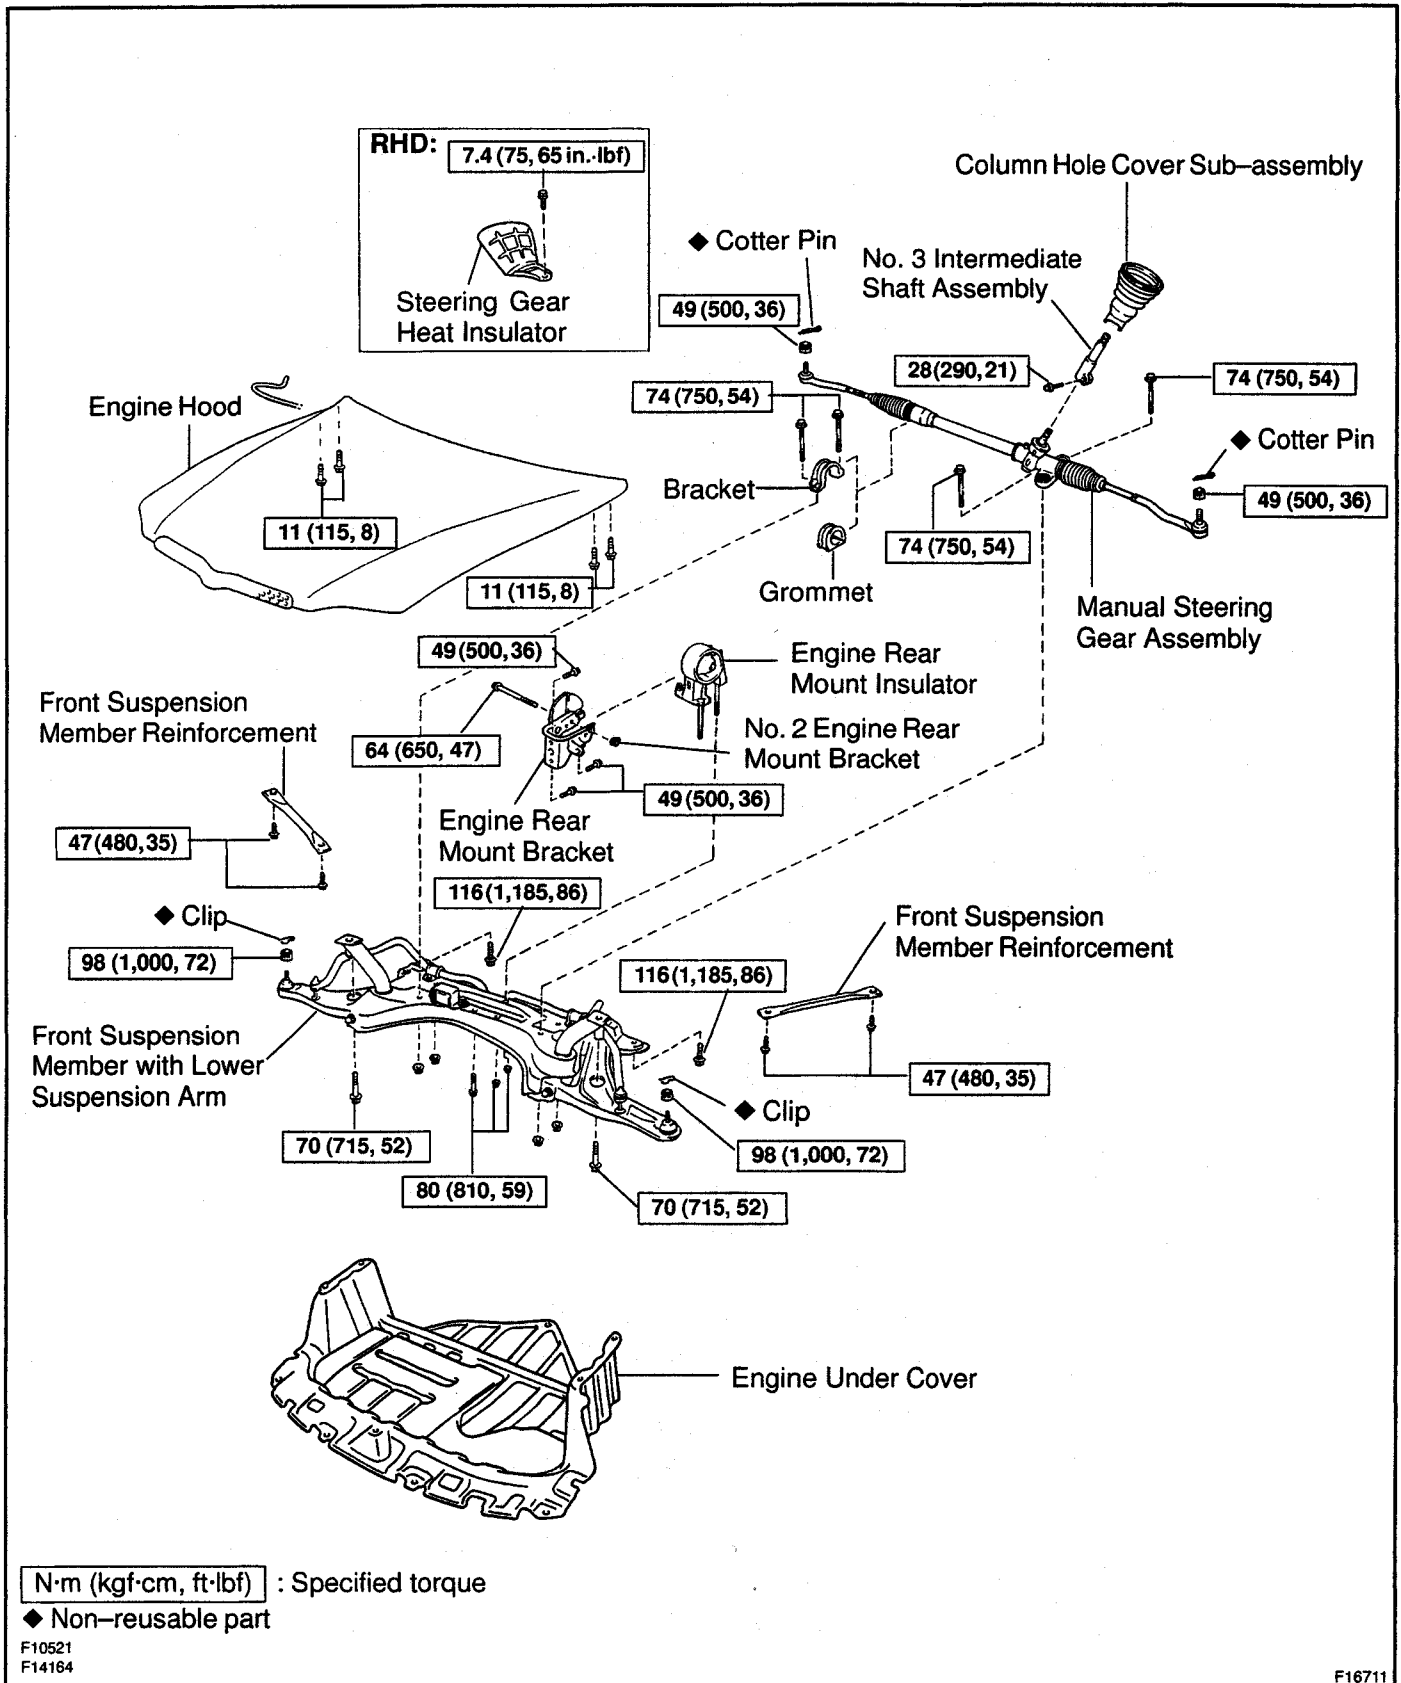 RHD:
7.4 (75, 65 in.·lbf)
Steering Gear
Heat Insulator
Column Hole Cover Sub–assembly
◆ Cotter Pin
No. 3 Intermediate
Shaft Assembly
49 (500, 36)
28(290,21)
74 (750, 54)
74 (750, 54)
Engine Hood
◆ Cotter Pin
Bracket
49 (500, 36)
11 (115, 8)
74 (750, 54)
11 (115,8)
Grommet
Manual Steering
Gear Assembly
49(500,36)
Engine Rear
Mount Insulator
Front Suspension
Member Reinforcement
64 (650, 47)
No. 2 Engine Rear
Mount Bracket
49(500,36)
Engine Rear
Mount Bracket
47(480,35)
116(1,185,86)
◆ Clip
98 (1,000, 72)
Front Suspension
Member Reinforcement
116(1,185,86)
Front Suspension
Member with Lower
Suspension Arm
47 (480, 35)
◆ Clip
70 (715, 52)
98 (1,000, 72)
80 (810, 59)
70 (715, 52)
Engine Under Cover
N·m (kgf·cm, ft·lbf) : Specified torque
◆ Non–reusable part
F10521
F14164
F16711